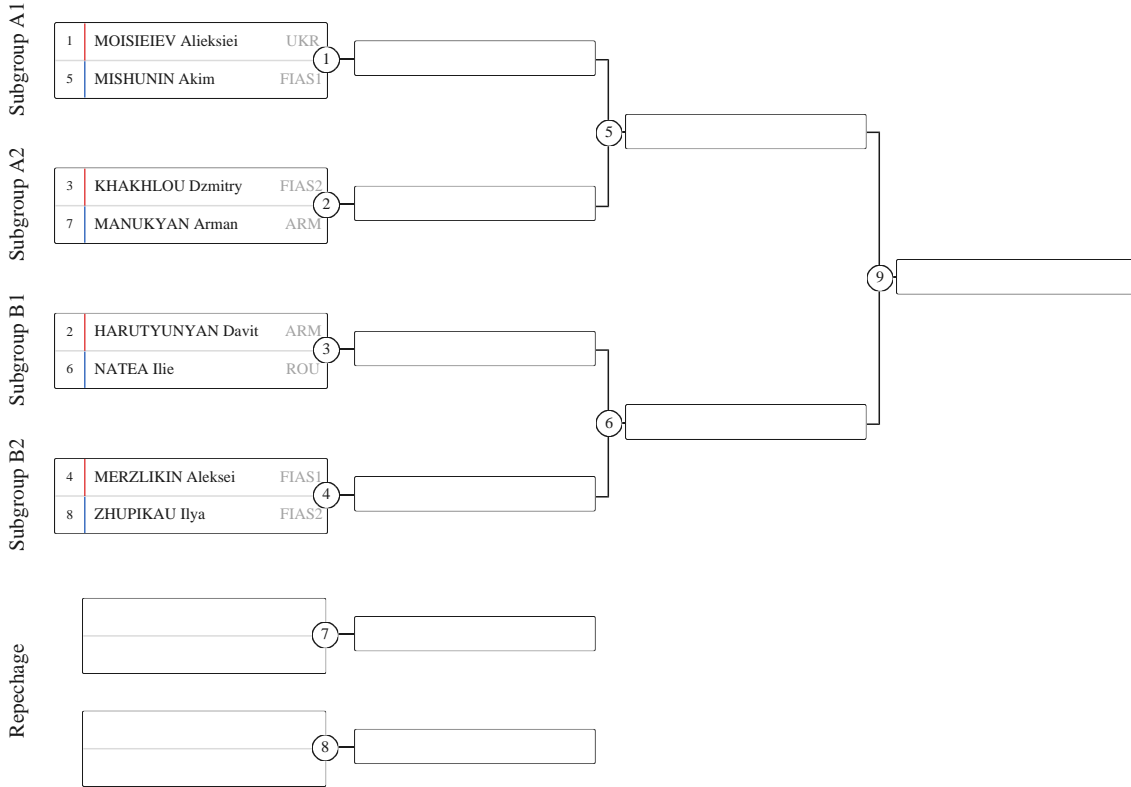 Subgroup A1
1 MOISIEIEV Alieksiei UKR
1
5 MISHUNIN Akim FIAS1
5
Subgroup A2
3 KHAKHLOU Dzmitry FIAS2
2
7 MANUKYAN Arman ARM
9
Subgroup B1
2 HARUTYUNYAN Davit ARM
3
6 NATEA Ilie ROU
6
Subgroup B2
4 MERZLIKIN Aleksei FIAS1
4
8 ZHUPIKAU Ilya FIAS2
Repechage
7
8